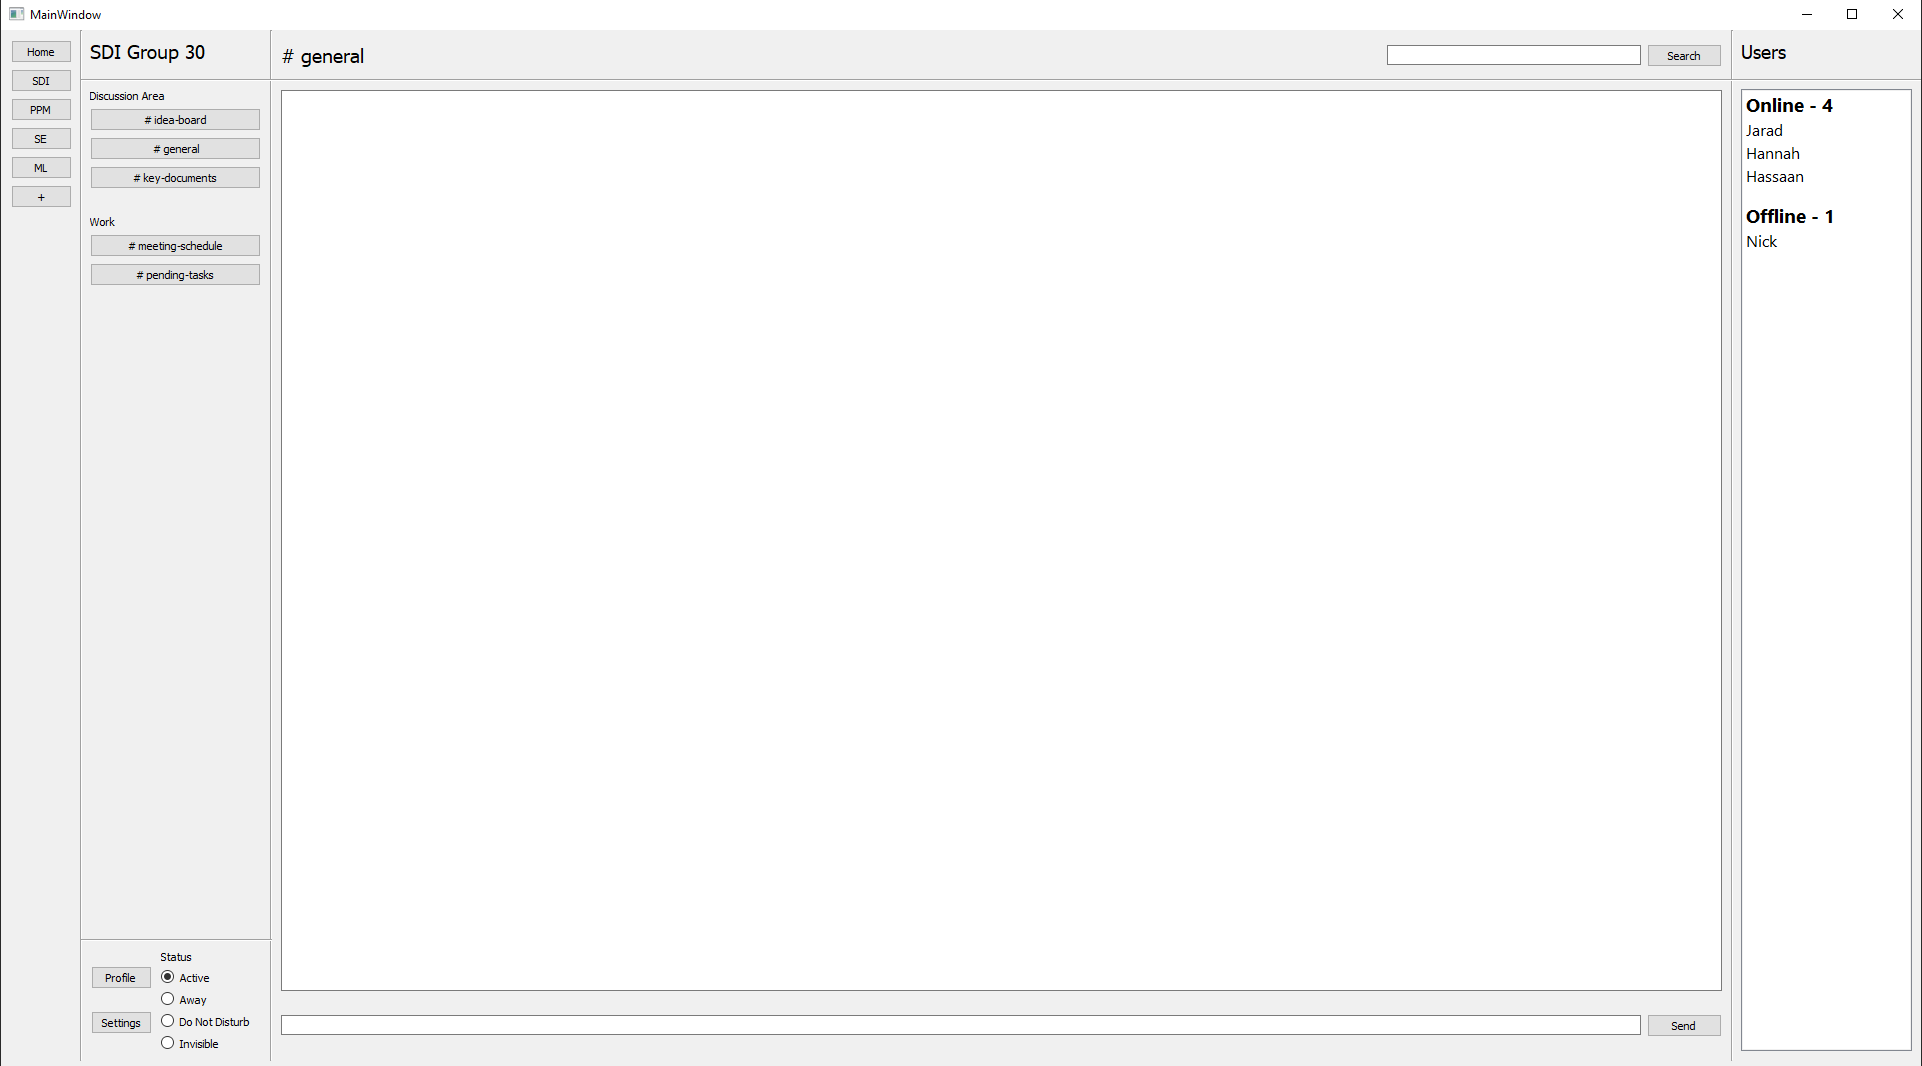 MainWindow
Home
SDI
PPM
SE
ML
+
SDI Group 30
Discussion Area
# idea-board
# general
# key-documents
Work
# meeting-schedule
# pending-tasks
Status
Profile
Active
Away
Settings
Do Not Disturb
Invisible
# general
Search
Send
Users
Online - 4
Jarad
Hannah
Hassaan
Offline - 1
Nick